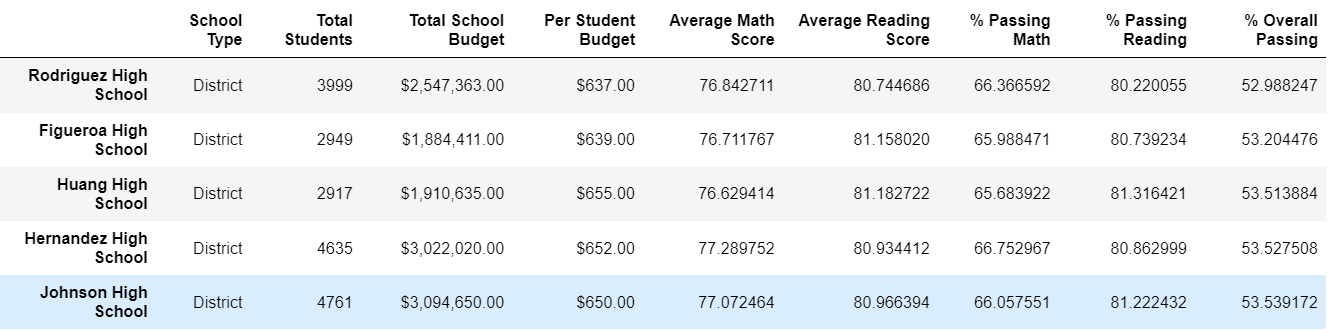 School Type Total Students Total School Budget Per Student Budget Average Math Score Average Reading Score % Passing Math % Passing Reading % Overall Passing
Rodriguez High School District 3999 $2,547,363.00 $637.00 76.842711 80.744686 66.366592 80.220055 52.988247
Figueroa High School District 2949 $1,884,411.00 $639.00 76.711767 81.158020 65.988471 80.739234 53.204476
Huang High School District 2917 $1,910,635.00 $655.00 76.629414 81.182722 65.683922 81.316421 53.513884
Hernandez High School District 4635 $3,022,020.00 $652.00 77.289752 80.934412 66.752967 80.862999 53.527508
Johnson High School District 4761 $3,094,650.00 $650.00 77.072464 80.966394 66.057551 81.222432 53.539172